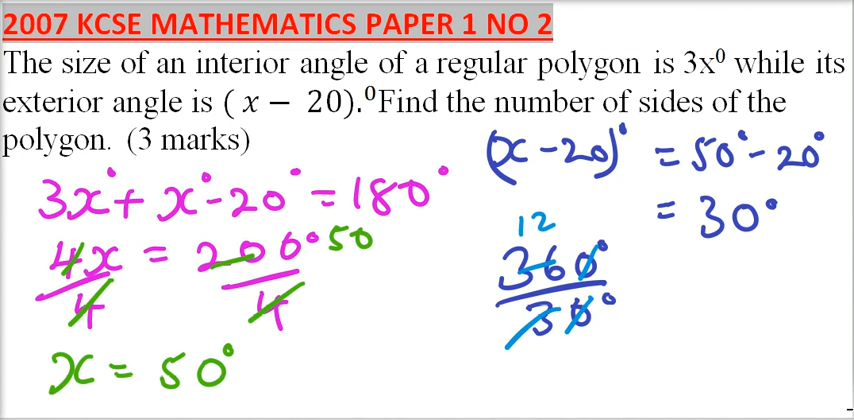 2007 KCSE MATHEMATICS PAPER 1 NO 2
The size of an interior angle of a regular polygon is 3x⁰ while its
exterior angle is ( x − 20).⁰Find the number of sides of the
polygon. (3 marks)
3x° + x° - 20° = 180°
4x = 200° 50
4 4
x = 50°
(x - 20)° = 50° - 20°
= 30°
12
360°
30°